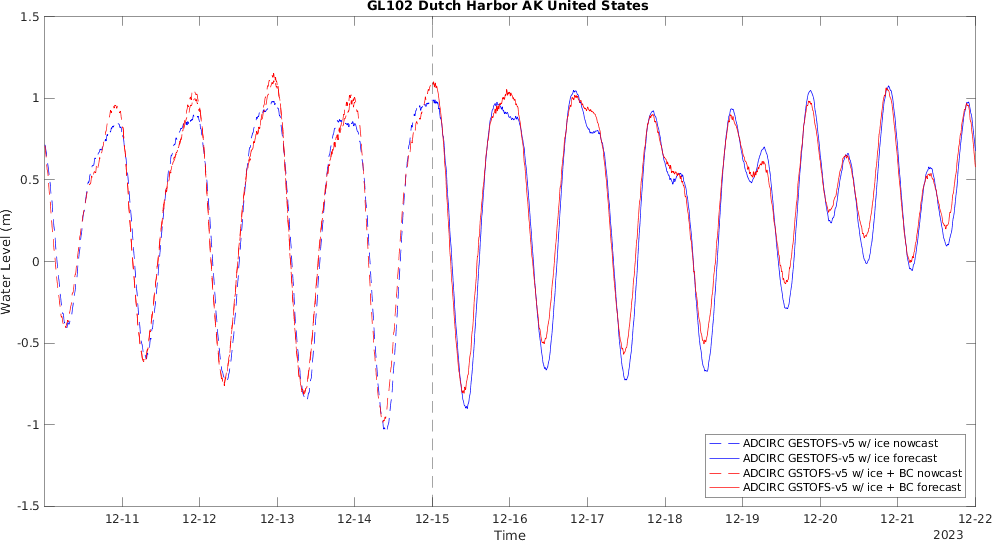 GL102 Dutch Harbor AK United States
1.5
1
0.5
0
-0.5
-1
-1.5
Water Level (m)
ADCIRC GESTOFS-v5 w/ ice nowcast
ADCIRC GESTOFS-v5 w/ ice forecast
ADCIRC GSTOFS-v5 w/ ice + BC nowcast
ADCIRC GSTOFS-v5 w/ ice + BC forecast
12-11 12-12 12-13 12-14 12-15 12-16 12-17 12-18 12-19 12-20 12-21 12-22
Time
2023